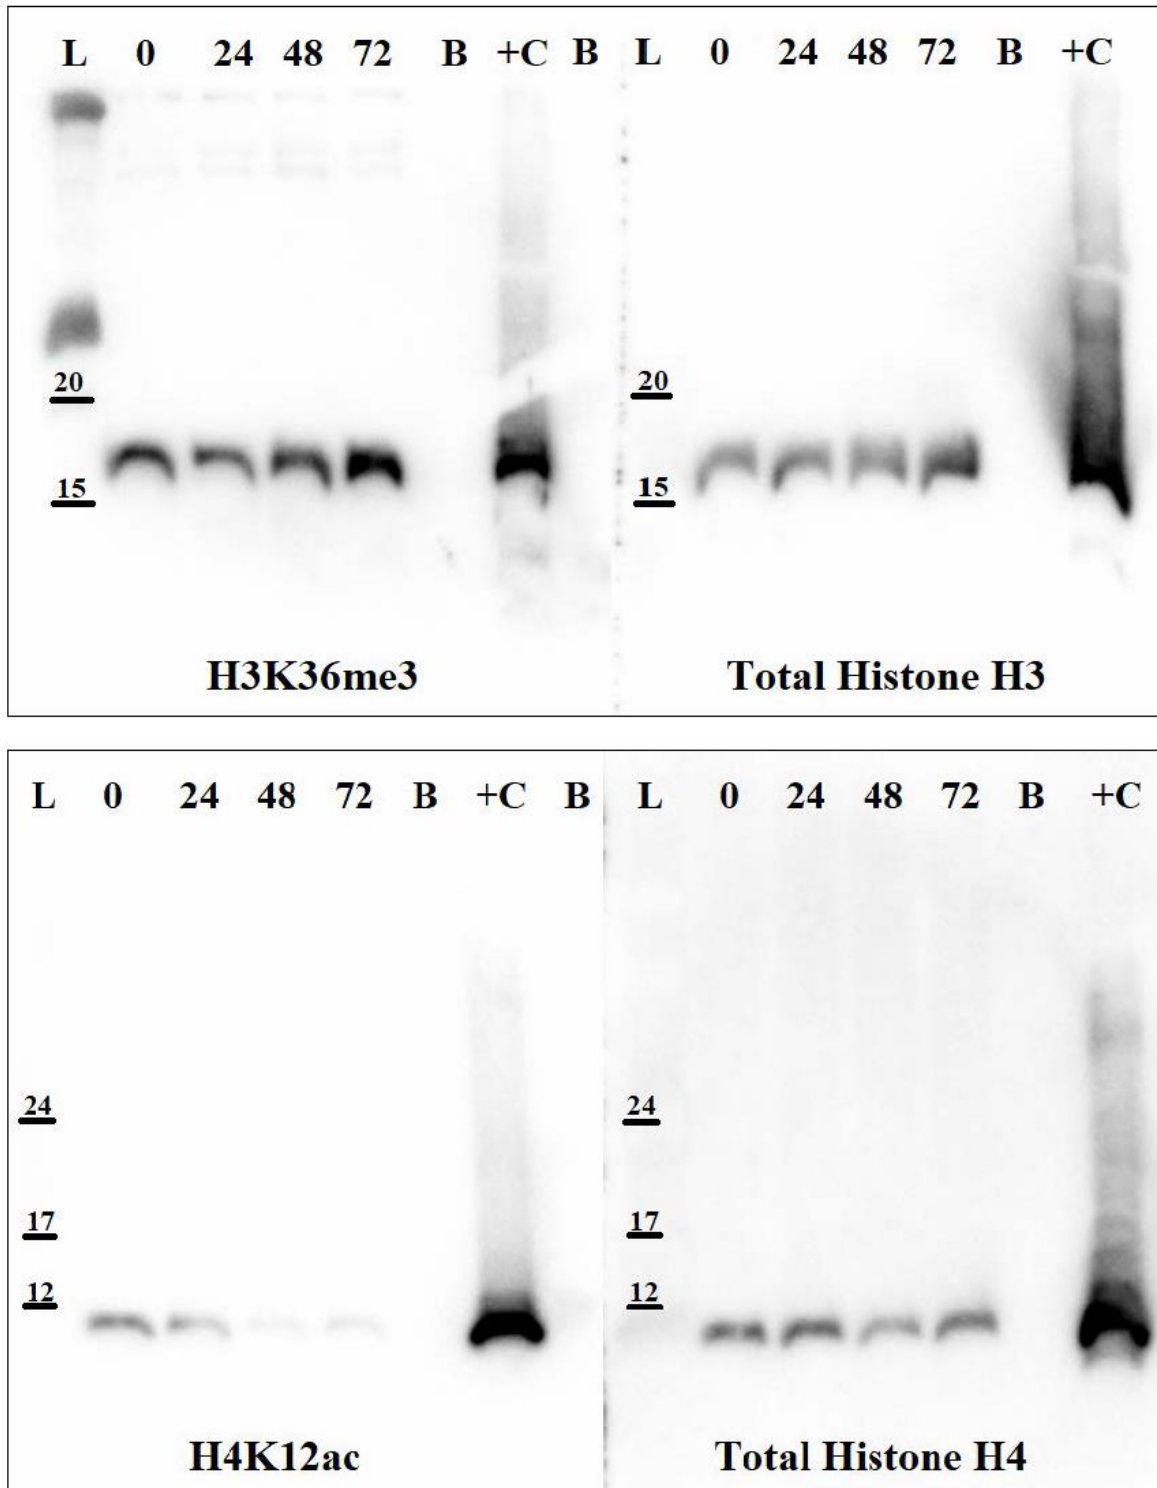 L 0 24 48 72 B +C B L 0 24 48 72 B +C
20 20
15 15
H3K36me3 Total Histone H3
L 0 24 48 72 B +C B L 0 24 48 72 B +C
24 24
17 17
12 12
H4K12ac Total Histone H4